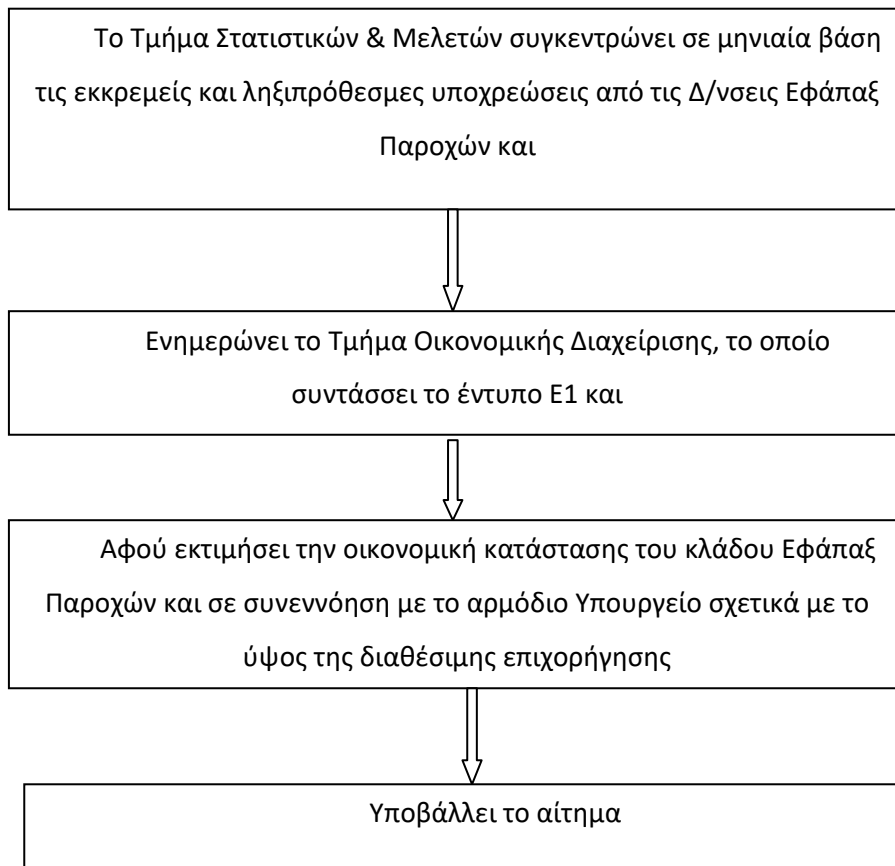 Το Τμήμα Στατιστικών & Μελετών συγκεντρώνει σε μηνιαία βάση
τις εκκρεμείς και ληξιπρόθεσμες υποχρεώσεις από τις Δ/νσεις Εφάπαξ
Παροχών και
Ενημερώνει το Τμήμα Οικονομικής Διαχείρισης, το οποίο
συντάσσει το έντυπο Ε1 και
Αφού εκτιμήσει την οικονομική κατάστασης του κλάδου Εφάπαξ
Παροχών και σε συνεννόηση με το αρμόδιο Υπουργείο σχετικά με το
ύψος της διαθέσιμης επιχορήγησης
Υποβάλλει το αίτημα